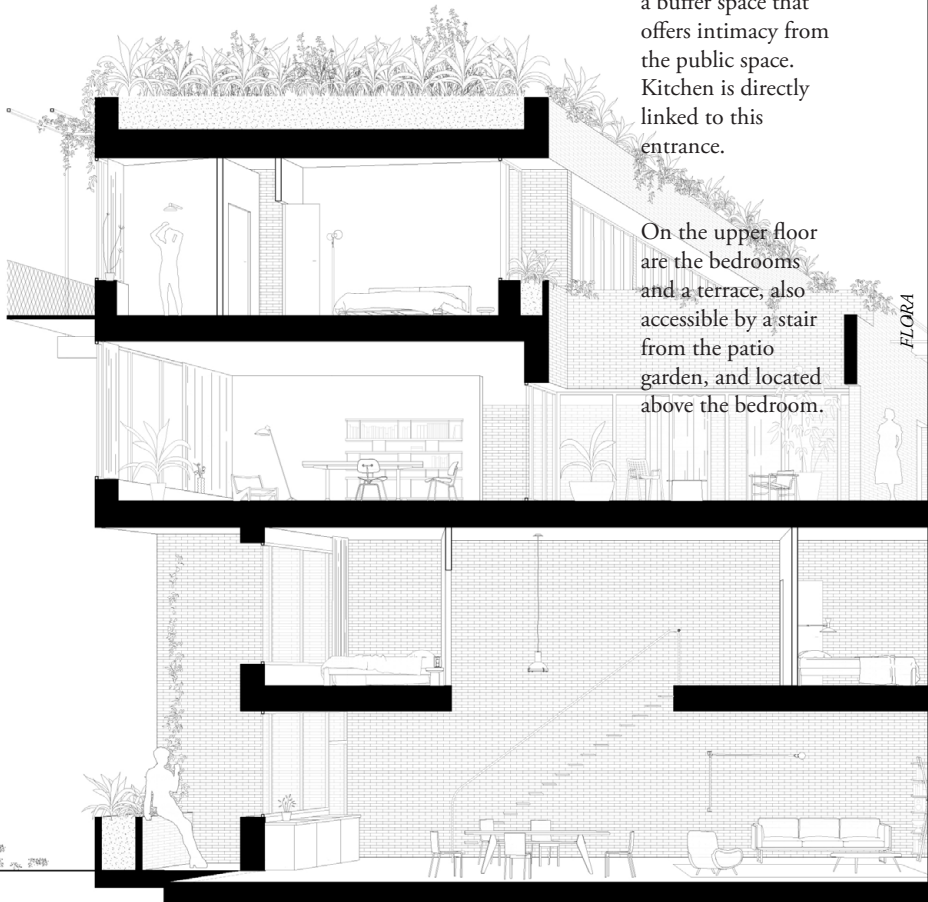 a buffer space that
offers intimacy from
the public space.
Kitchen is directly
linked to this
entrance.
On the upper floor
are the bedrooms
and a terrace, also
accessible by a stair
from the patio
garden, and located
above the bedroom.
FLORA